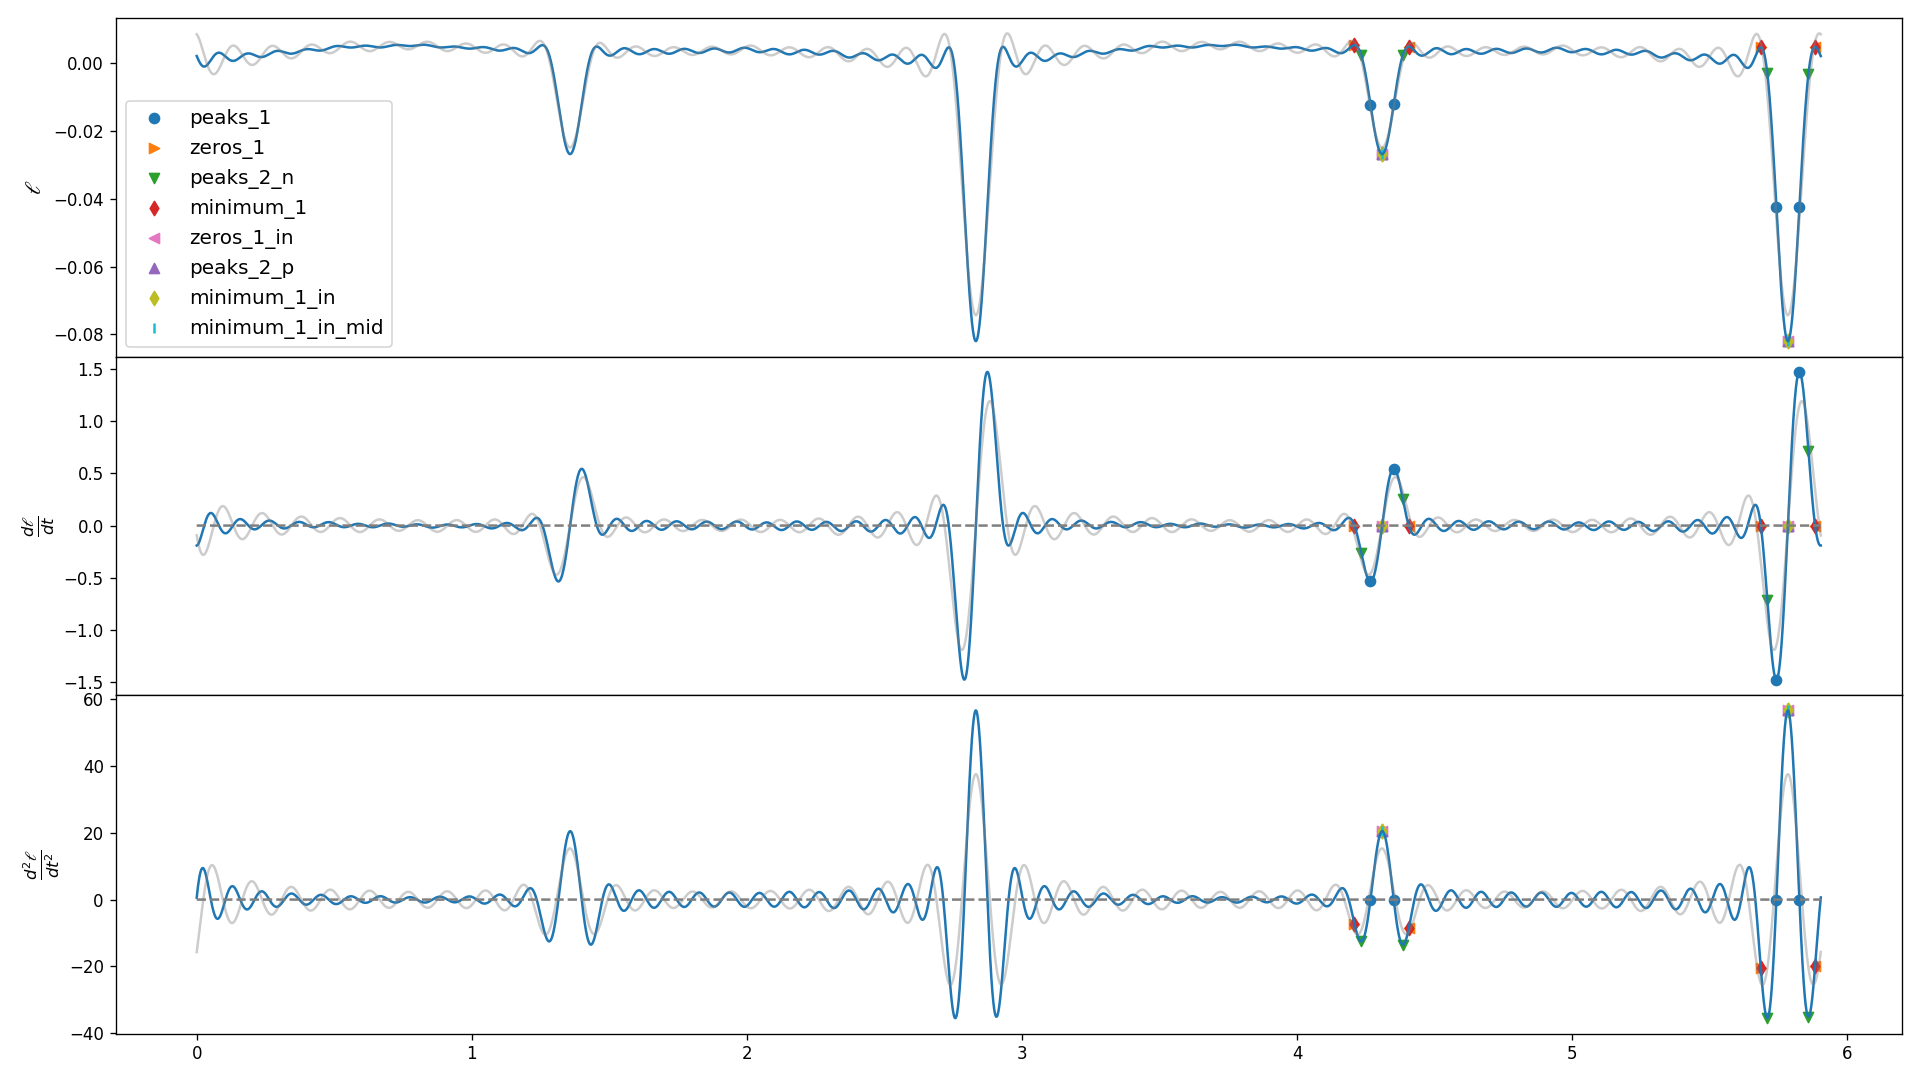 0.00
−0.02
−0.04
−0.06
−0.08
ℓ
peaks_1
zeros_1
peaks_2_n
minimum_1
zeros_1_in
peaks_2_p
minimum_1_in
minimum_1_in_mid
1.5
1.0
0.5
0.0
−0.5
−1.0
−1.5
dℓ
dt
60
40
20
0
−20
−40
d²ℓ
dt²
0 1 2 3 4 5 6